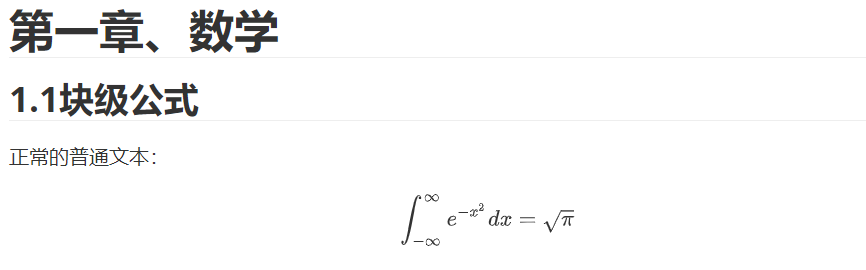 第一章、数学
1.1块级公式
正常的普通文本：
∫_{-∞}^{∞} e^{-x^2} dx = √π